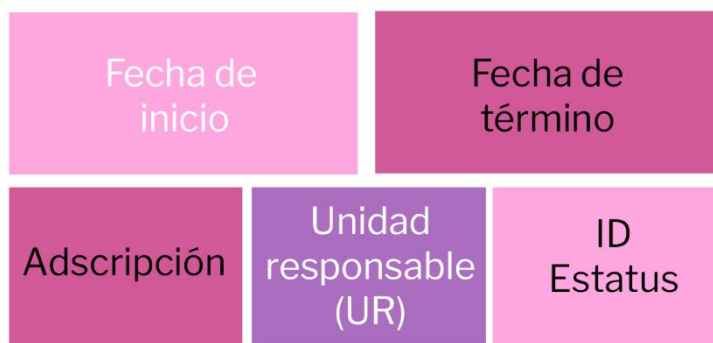 Fecha de
inicio
Fecha de
término
Adscripción
Unidad
responsable
(UR)
ID
Estatus